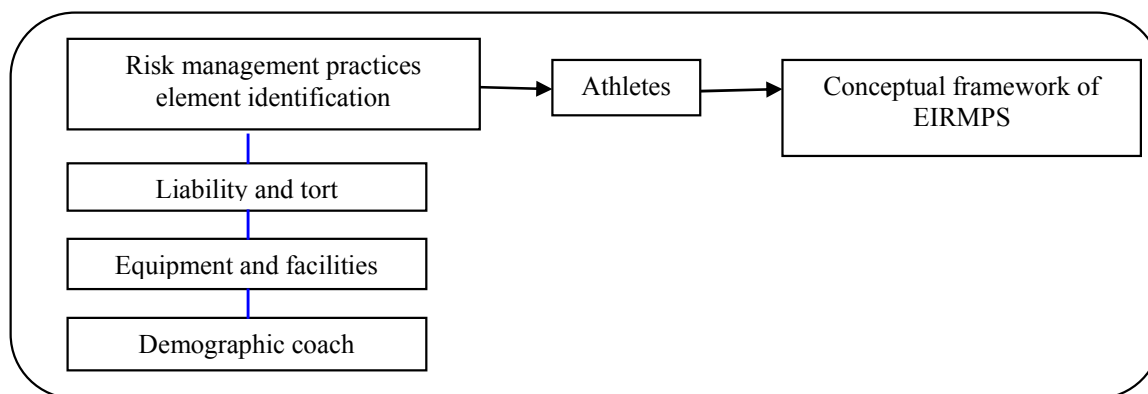 Risk management practices
element identification
Athletes
Conceptual framework of
EIRMPS
Liability and tort
Equipment and facilities
Demographic coach